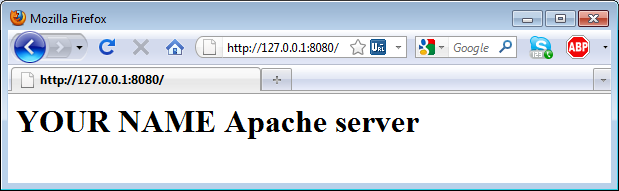 Mozilla Firefox
http://127.0.0.1:8080/
Google
ABP
http://127.0.0.1:8080/
YOUR NAME Apache server